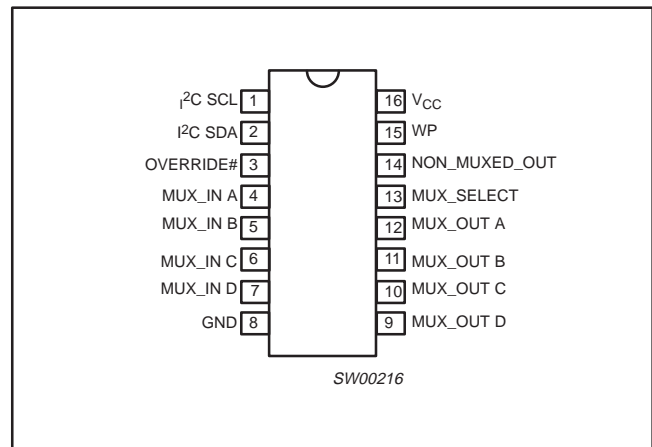 I²C SCL 1 16 VCC
I²C SDA 2 15 WP
OVERRIDE# 3 14 NON_MUXED_OUT
MUX_IN A 4 13 MUX_SELECT
MUX_IN B 5 12 MUX_OUT A
MUX_IN C 6 11 MUX_OUT B
MUX_IN D 7 10 MUX_OUT C
GND 8 9 MUX_OUT D
SW00216